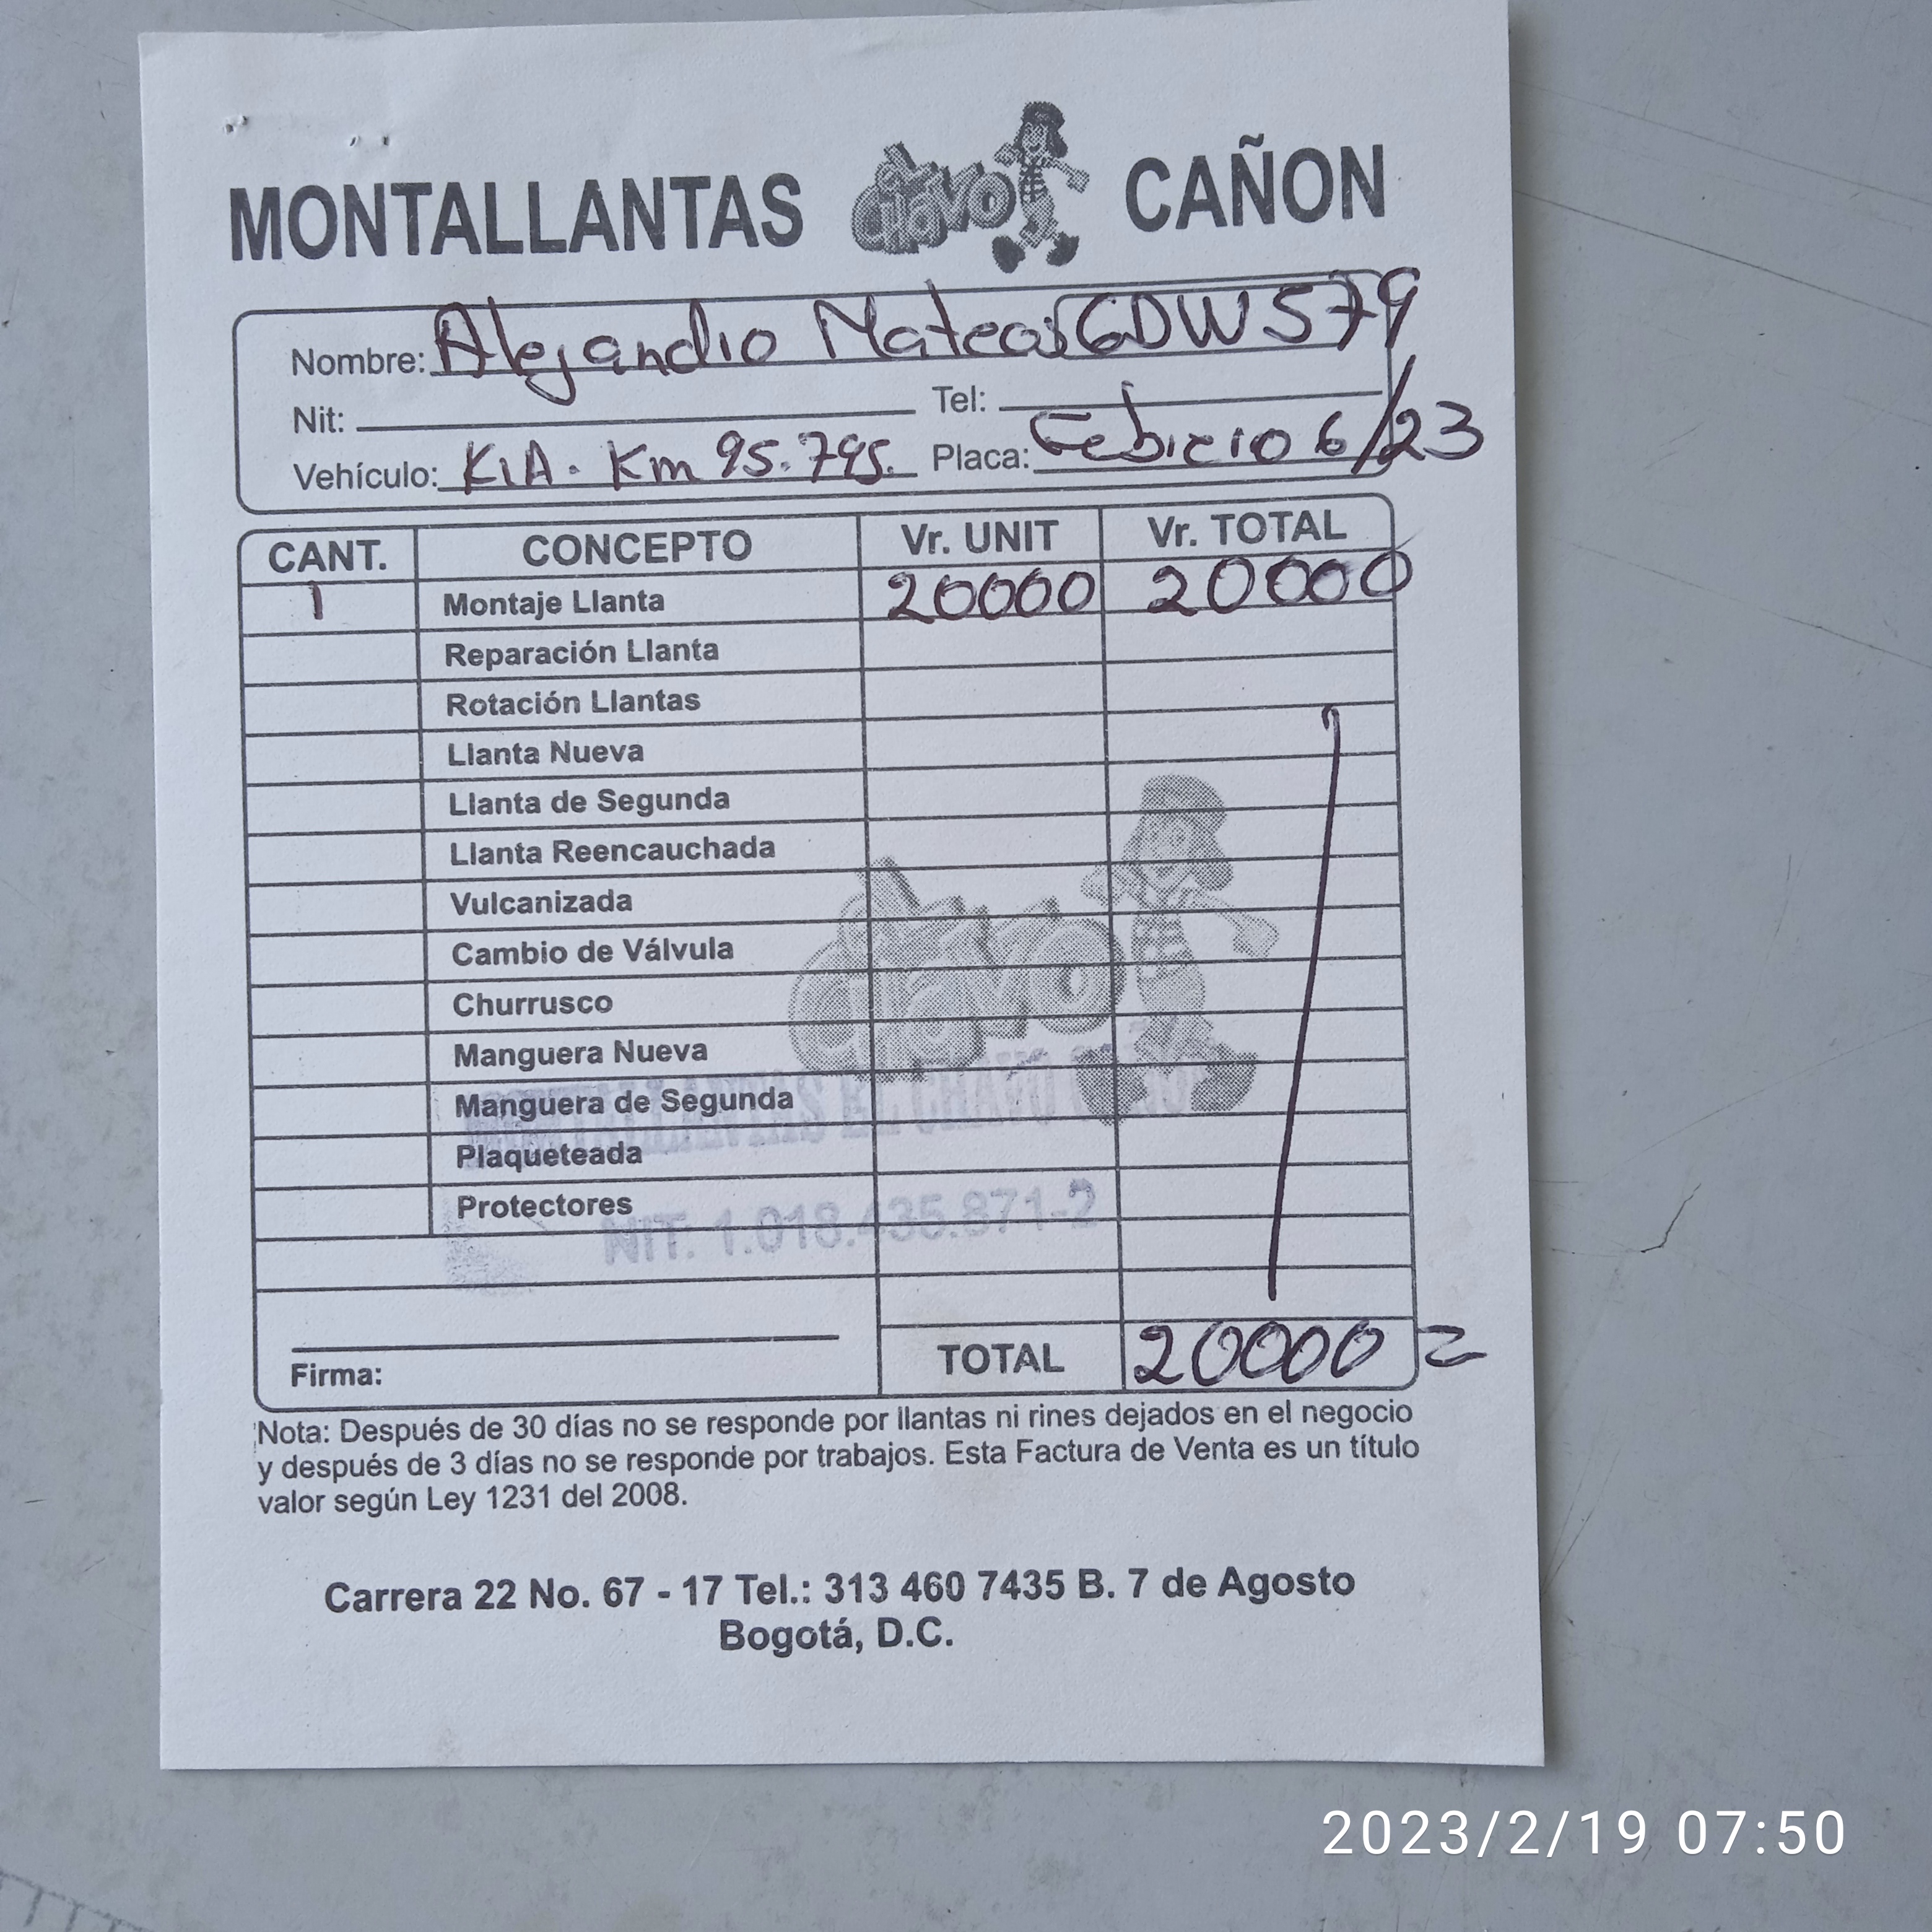 MONTALLANTAS el chavo CAÑON
Nombre: Alejandro Mateus GDW579
Nit: Tel:
Vehículo: KIA. Km 95.795. Placa: Febrero 6/23
CANT. CONCEPTO Vr. UNIT Vr. TOTAL
1 Montaje Llanta 20000 20000
Reparación Llanta
Rotación Llantas
Llanta Nueva
Llanta de Segunda
Llanta Reencauchada
Vulcanizada
Cambio de Válvula
Churrusco
Manguera Nueva
Manguera de Segunda
MONTALLANTAS EL CHAVO
Plaqueteada
Protectores
NIT. 1.018.435.871-2
TOTAL 20000=
Firma:
Nota: Después de 30 días no se responde por llantas ni rines dejados en el negocio
y después de 3 días no se responde por trabajos. Esta Factura de Venta es un título
valor según Ley 1231 del 2008.
Carrera 22 No. 67 - 17 Tel.: 313 460 7435 B. 7 de Agosto
Bogotá, D.C.
2023/2/19 07:50